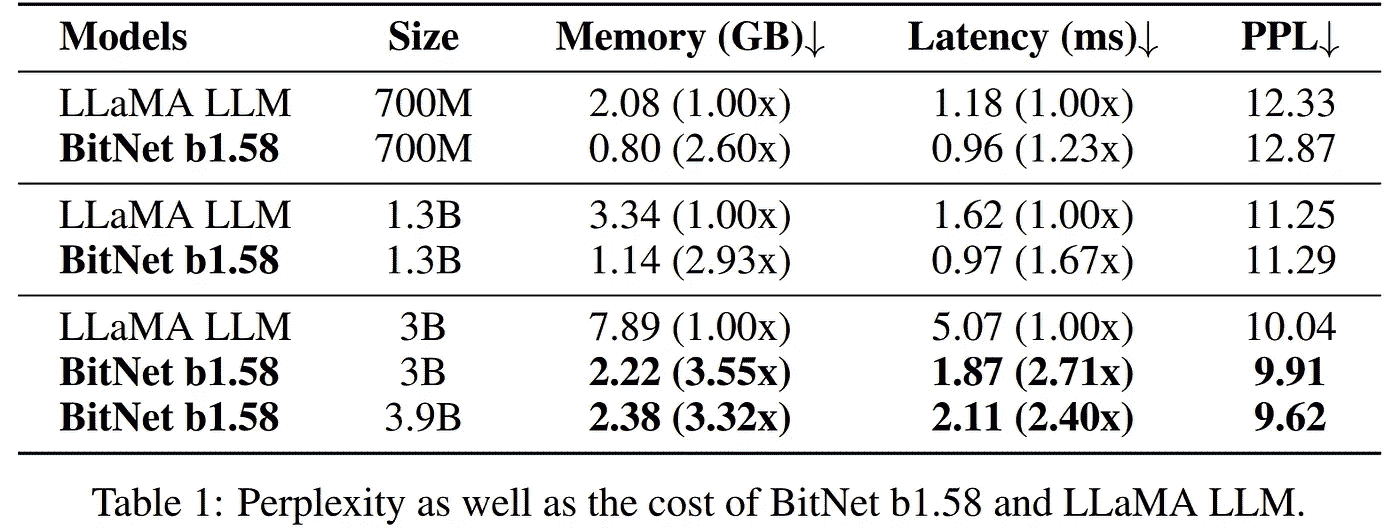 Models Size Memory (GB)↓ Latency (ms)↓ PPL↓
LLaMA LLM 700M 2.08 (1.00x) 1.18 (1.00x) 12.33
BitNet b1.58 700M 0.80 (2.60x) 0.96 (1.23x) 12.87
LLaMA LLM 1.3B 3.34 (1.00x) 1.62 (1.00x) 11.25
BitNet b1.58 1.3B 1.14 (2.93x) 0.97 (1.67x) 11.29
LLaMA LLM 3B 7.89 (1.00x) 5.07 (1.00x) 10.04
BitNet b1.58 3B 2.22 (3.55x) 1.87 (2.71x) 9.91
BitNet b1.58 3.9B 2.38 (3.32x) 2.11 (2.40x) 9.62
Table 1: Perplexity as well as the cost of BitNet b1.58 and LLaMA LLM.